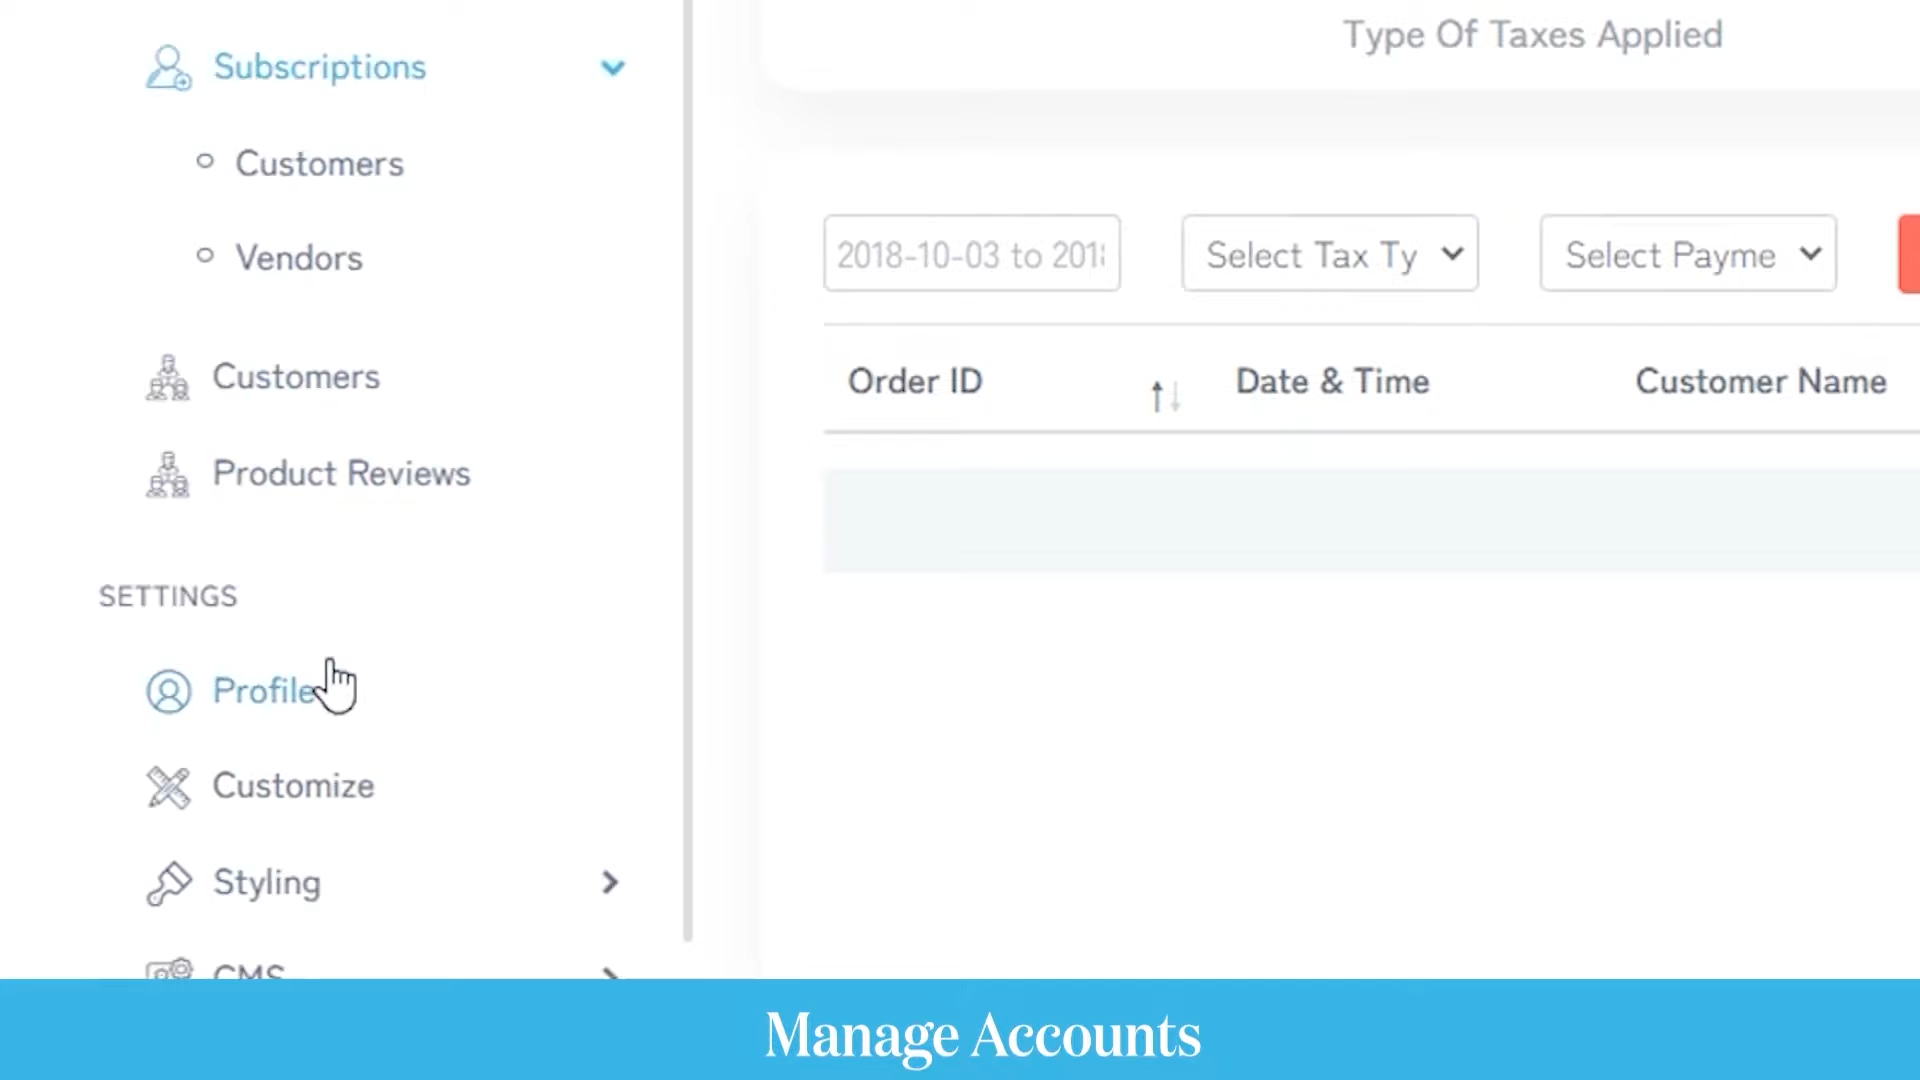 Subscriptions
Customers
Vendors
Customers
Product Reviews
SETTINGS
Profile
Customize
Styling
CMS
Type Of Taxes Applied
2018-10-03 to 201
Select Tax Ty
Select Payme
Order ID
Date & Time
Customer Name
Manage Accounts